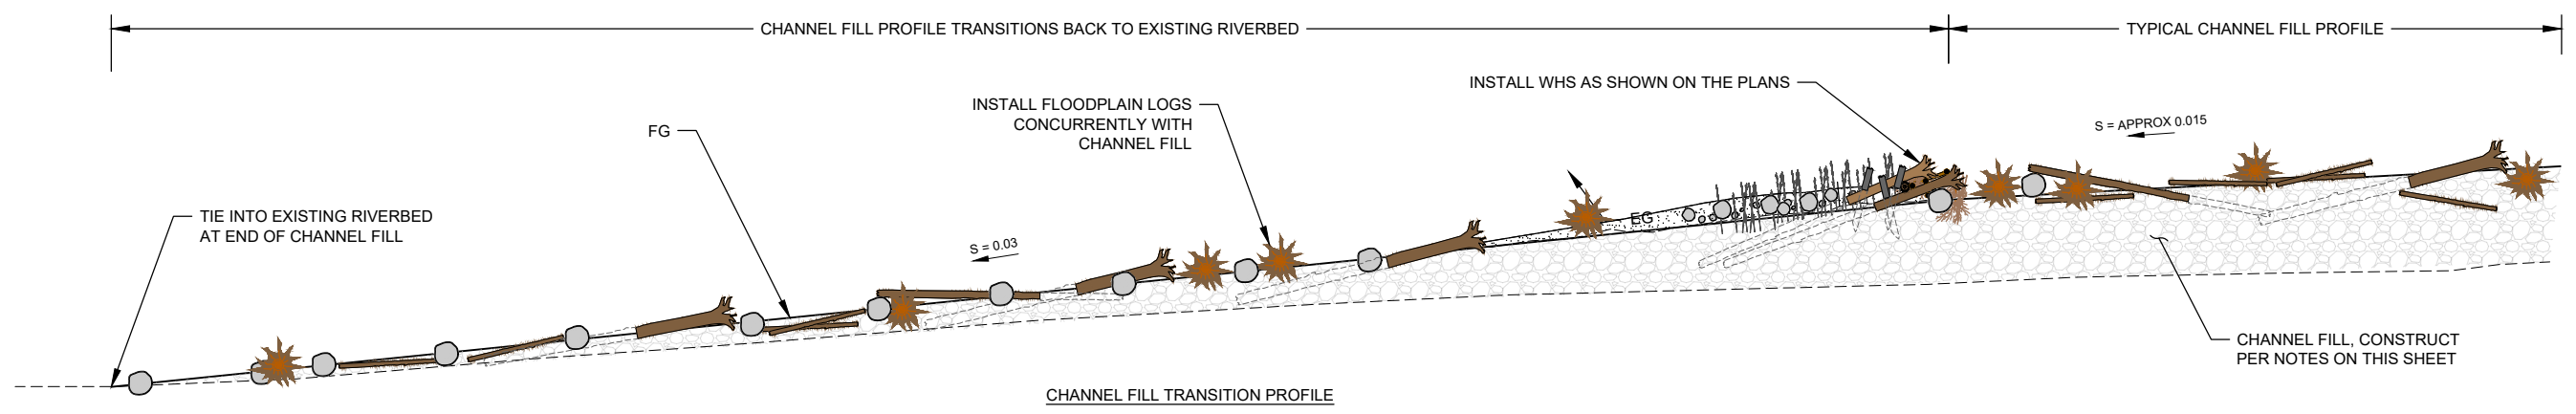 CHANNEL FILL PROFILE TRANSITIONS BACK TO EXISTING RIVERBED
TYPICAL CHANNEL FILL PROFILE
INSTALL WHS AS SHOWN ON THE PLANS
INSTALL FLOODPLAIN LOGS
CONCURRENTLY WITH
CHANNEL FILL
FG
S = APPROX 0.015
TIE INTO EXISTING RIVERBED
AT END OF CHANNEL FILL
EG
S = 0.03
CHANNEL FILL, CONSTRUCT
PER NOTES ON THIS SHEET
CHANNEL FILL TRANSITION PROFILE